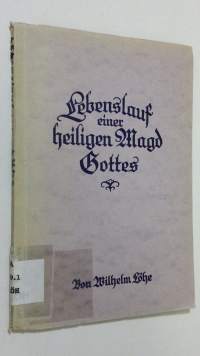 Lebenslauf
einer
heiligen Magd
Gottes
Von Wilhelm Löhe